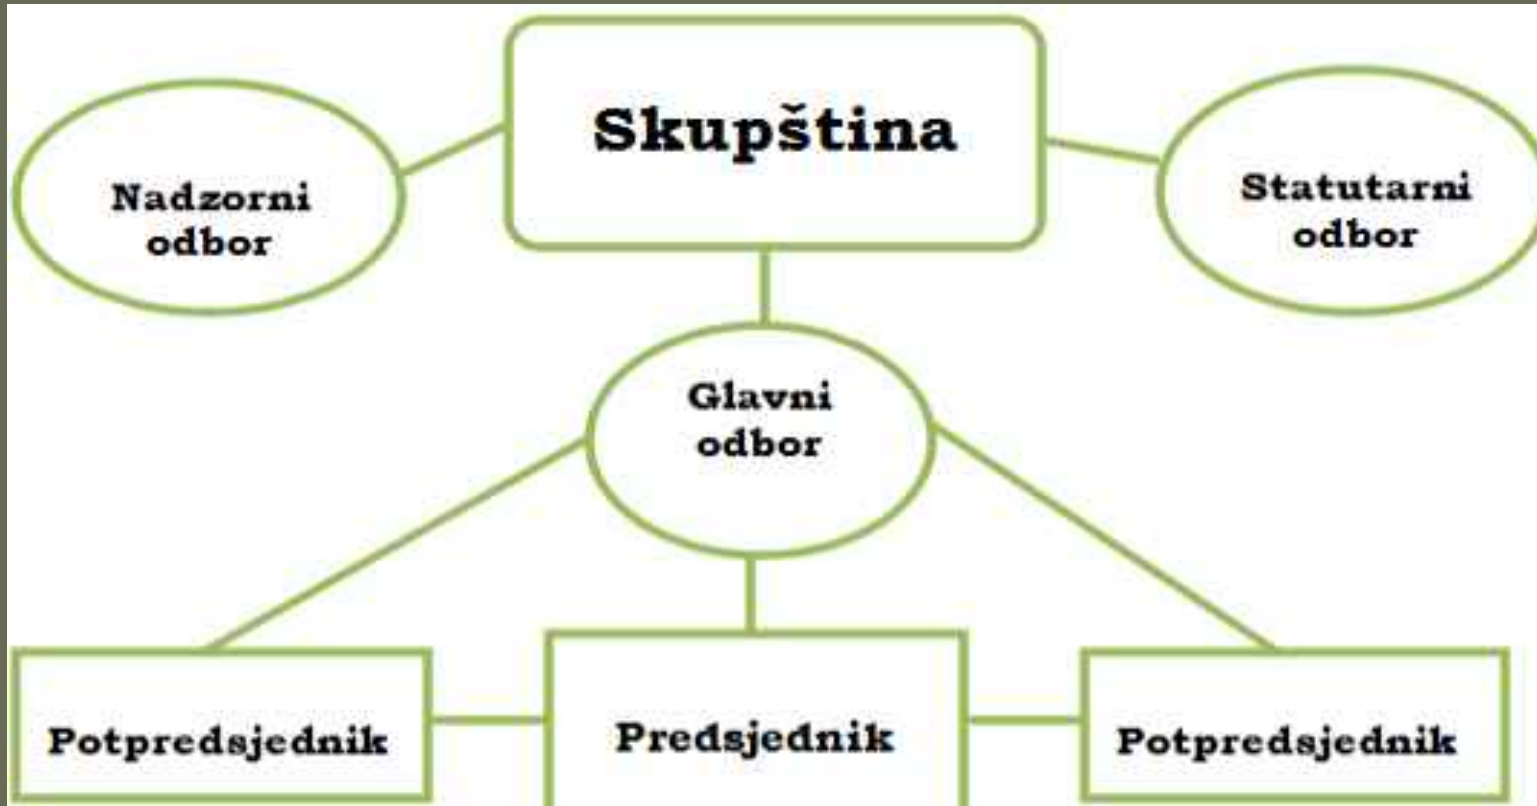 Skupština
Nadzorni
odbor
Statutarni
odbor
Glavni
odbor
Potpredsjednik
Predsjednik
Potpredsjednik